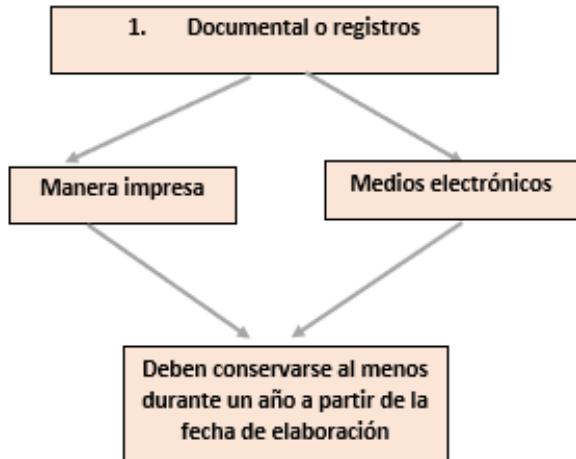 1. Documental o registros
Manera impresa
Medios electrónicos
Deben conservarse al menos
durante un año a partir de la
fecha de elaboración